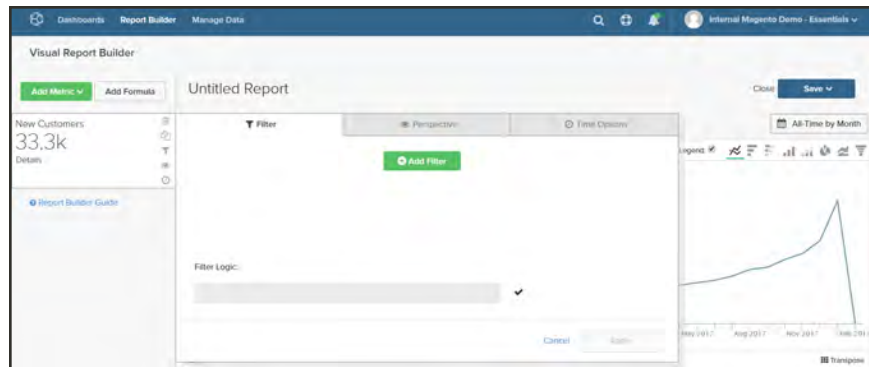 Dashboards Report Builder Manage Data Internal Magento Demo - Essentials
Visual Report Builder
Add Metric Add Formula Untitled Report Close Save
New Customers
33.3k
Details
Filter Perspective Time Options
All-Time by Month
Add Filter
Legend
Report Builder Guide
Filter Logic:
Cancel Apply
May 2017 Aug 2017 Nov 2017 Feb 201
Transpose